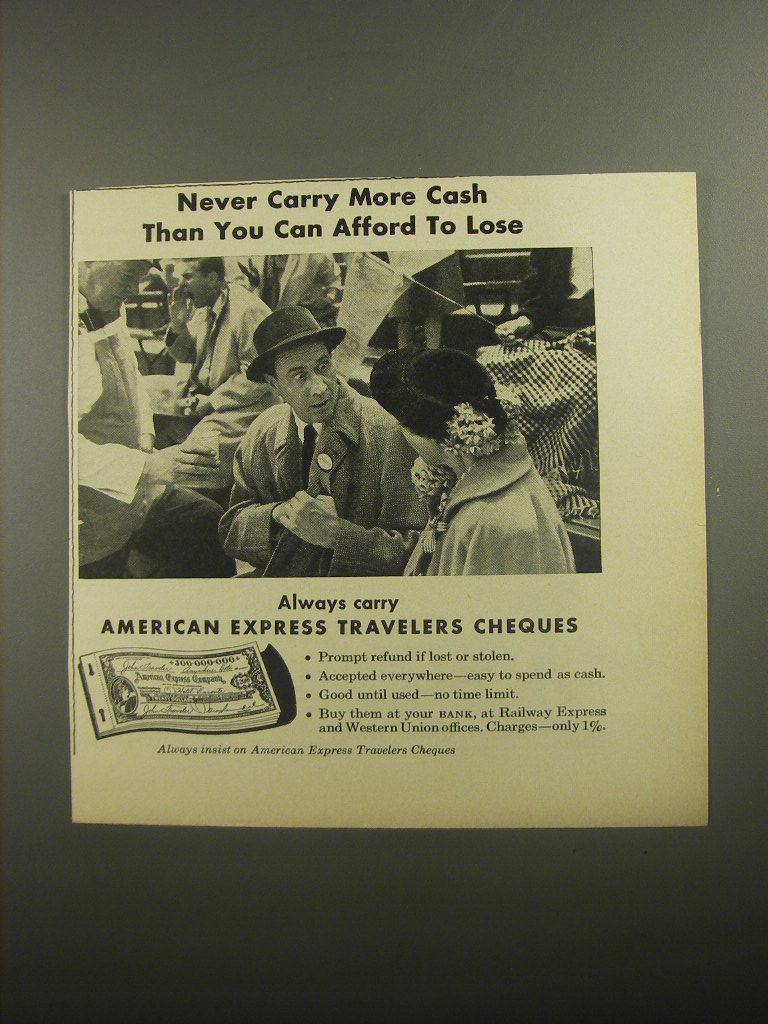 Never Carry More Cash
Than You Can Afford To Lose
Always carry
AMERICAN EXPRESS TRAVELERS CHEQUES
• Prompt refund if lost or stolen.
• Accepted everywhere—easy to spend as cash.
• Good until used—no time limit.
• Buy them at your BANK, at Railway Express
and Western Union offices. Charges—only 1%.
American Express Company
Always insist on American Express Travelers Cheques